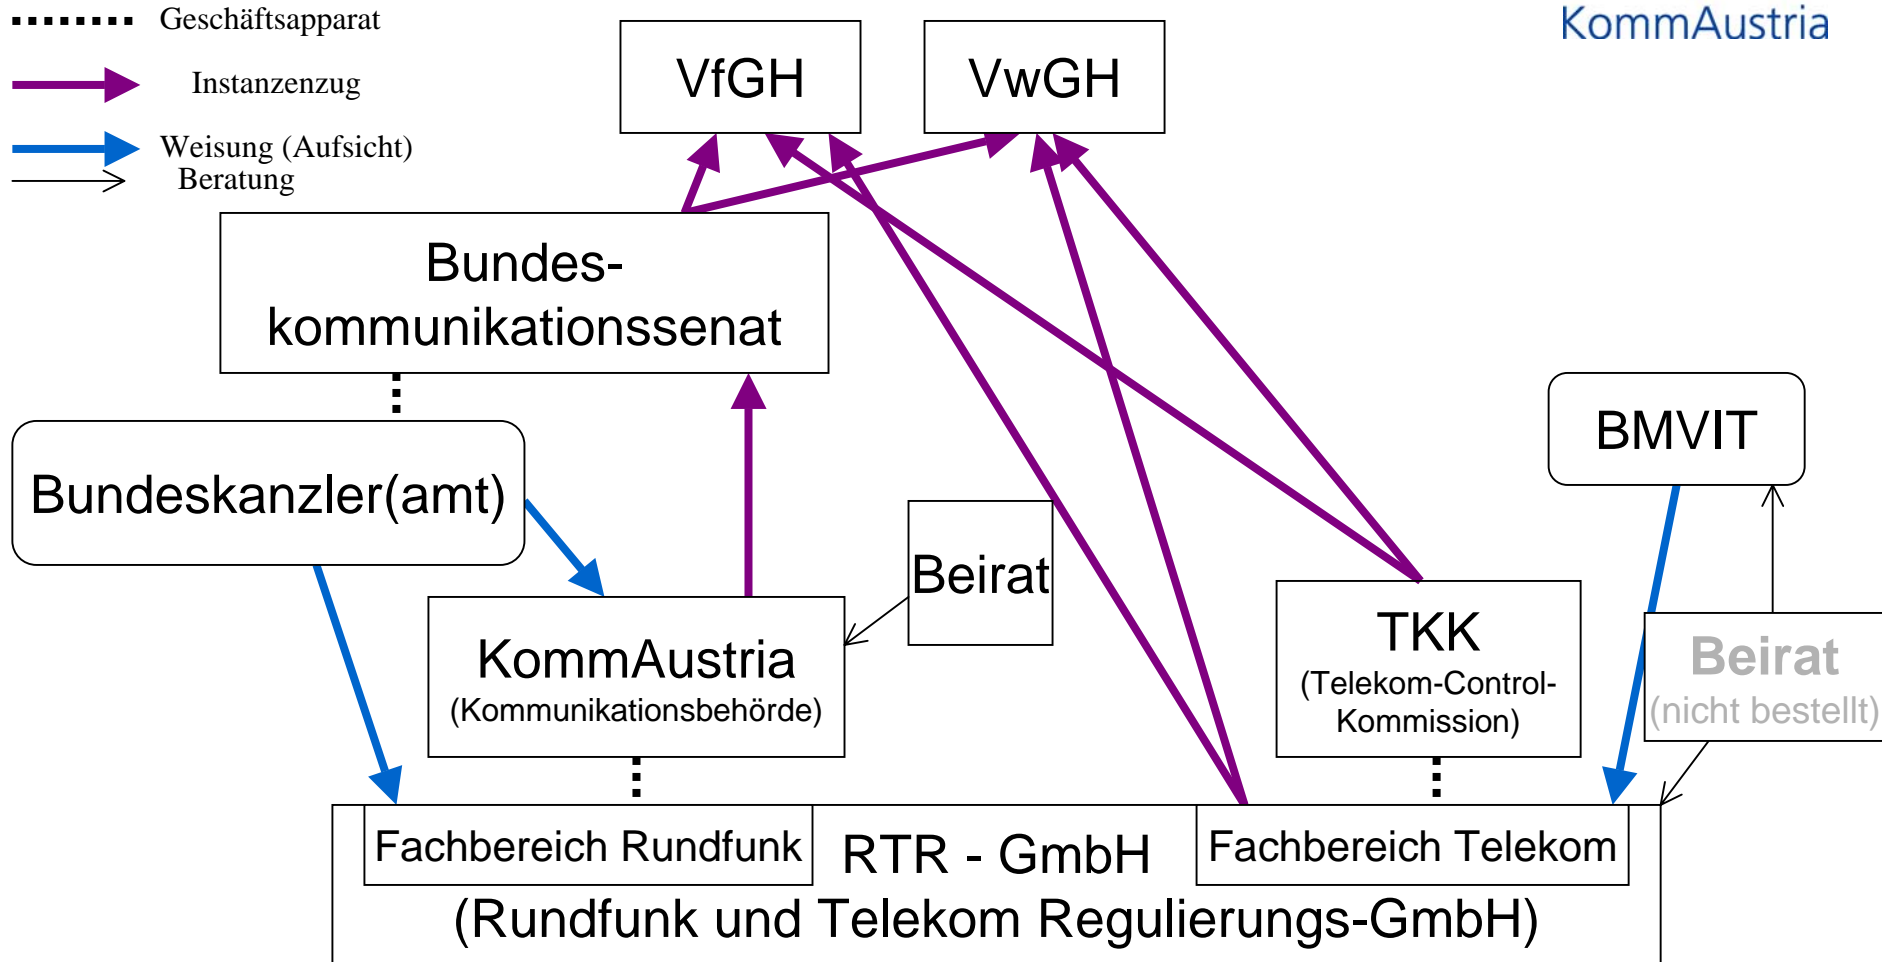 Geschäftsapparat
KommAustria
Instanzenzug
Weisung (Aufsicht)
Beratung
VfGH
VwGH
Bundes-
kommunikationssenat
BMVIT
Bundeskanzler(amt)
Beirat
KommAustria
(Kommunikationsbehörde)
TKK
(Telekom-Control-
Kommission)
Beirat
(nicht bestellt)
Fachbereich Rundfunk
RTR - GmbH
Fachbereich Telekom
(Rundfunk und Telekom Regulierungs-GmbH)